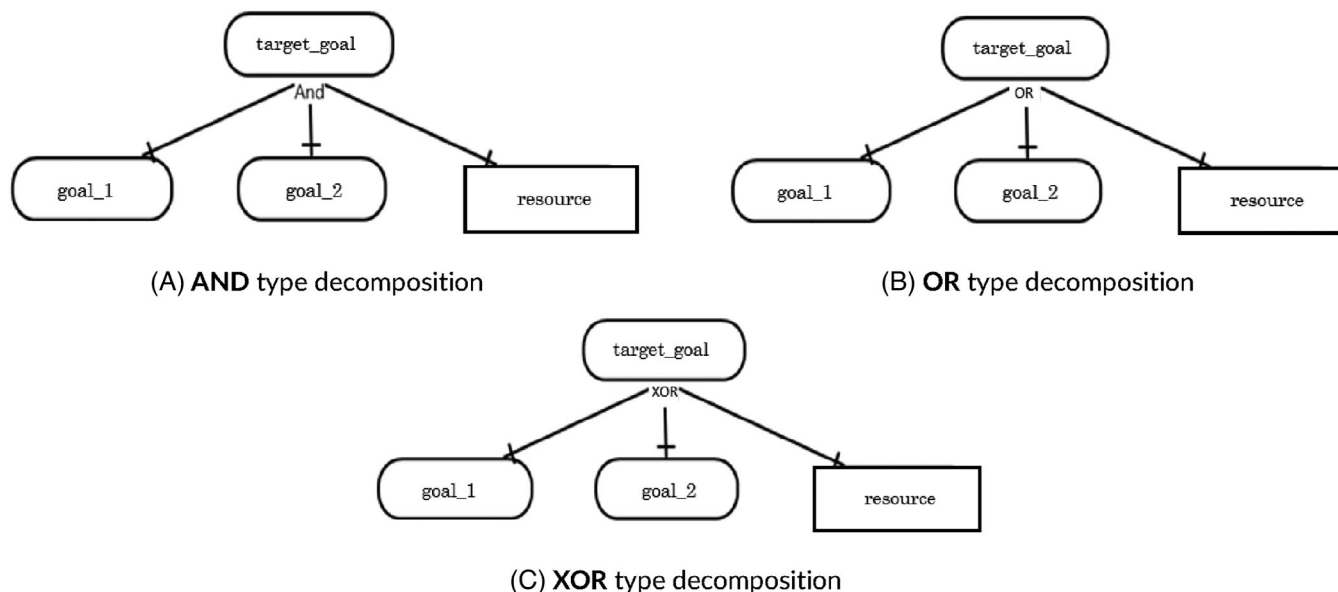 target_goal
And
goal_1
goal_2
resource
(A) AND type decomposition
target_goal
OR
goal_1
goal_2
resource
(B) OR type decomposition
target_goal
XOR
goal_1
goal_2
resource
(C) XOR type decomposition